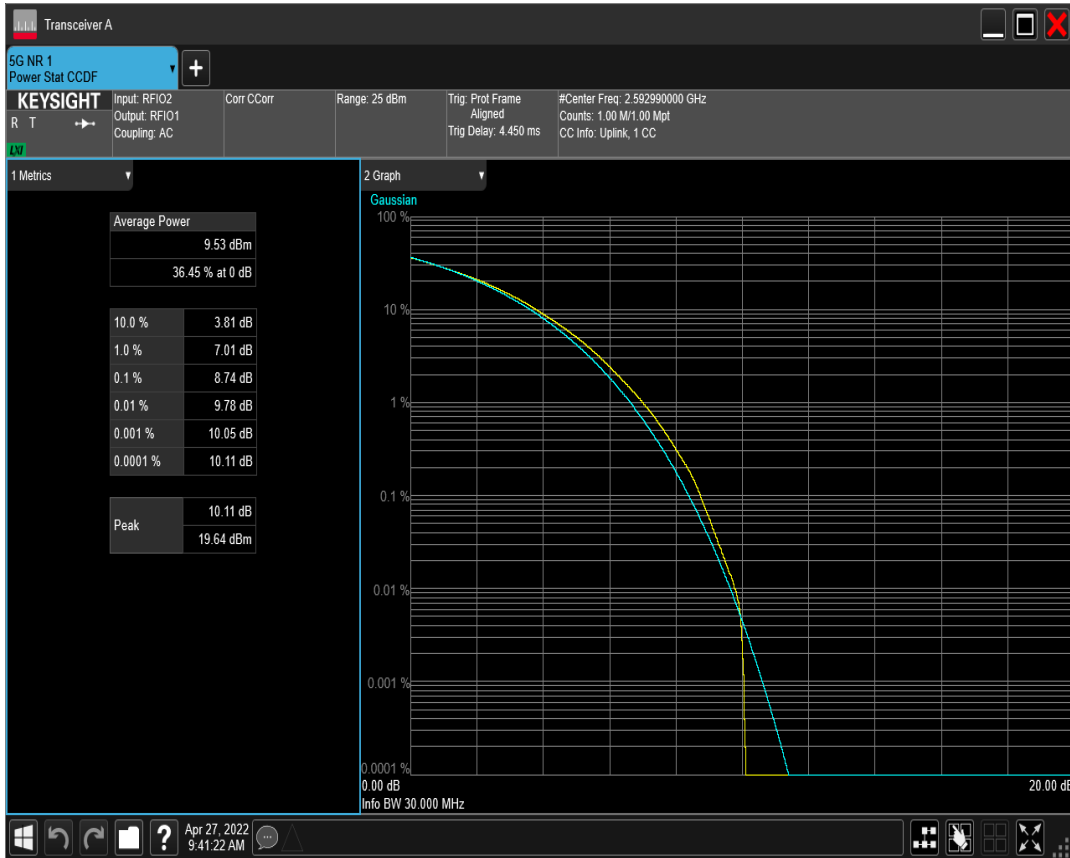 Transceiver A
5G NR 1
Power Stat CCDF
KEYSIGHT
R T
LXI
Input: RFIO2
Output: RFIO1
Coupling: AC
Corr CCorr
Range: 25 dBm
Trig: Prot Frame
Aligned
Trig Delay: 4.450 ms
#Center Freq: 2.592990000 GHz
Counts: 1.00 M/1.00 Mpt
CC Info: Uplink, 1 CC
1 Metrics
Average Power
9.53 dBm
36.45 % at 0 dB
10.0 % 3.81 dB
1.0 % 7.01 dB
0.1 % 8.74 dB
0.01 % 9.78 dB
0.001 % 10.05 dB
0.0001 % 10.11 dB
Peak
10.11 dB
19.64 dBm
2 Graph
Gaussian
100 %
10 %
1 %
0.1 %
0.01 %
0.001 %
0.0001 %
0.00 dB 20.00 dB
Info BW 30.000 MHz
? Apr 27, 2022
9:41:22 AM